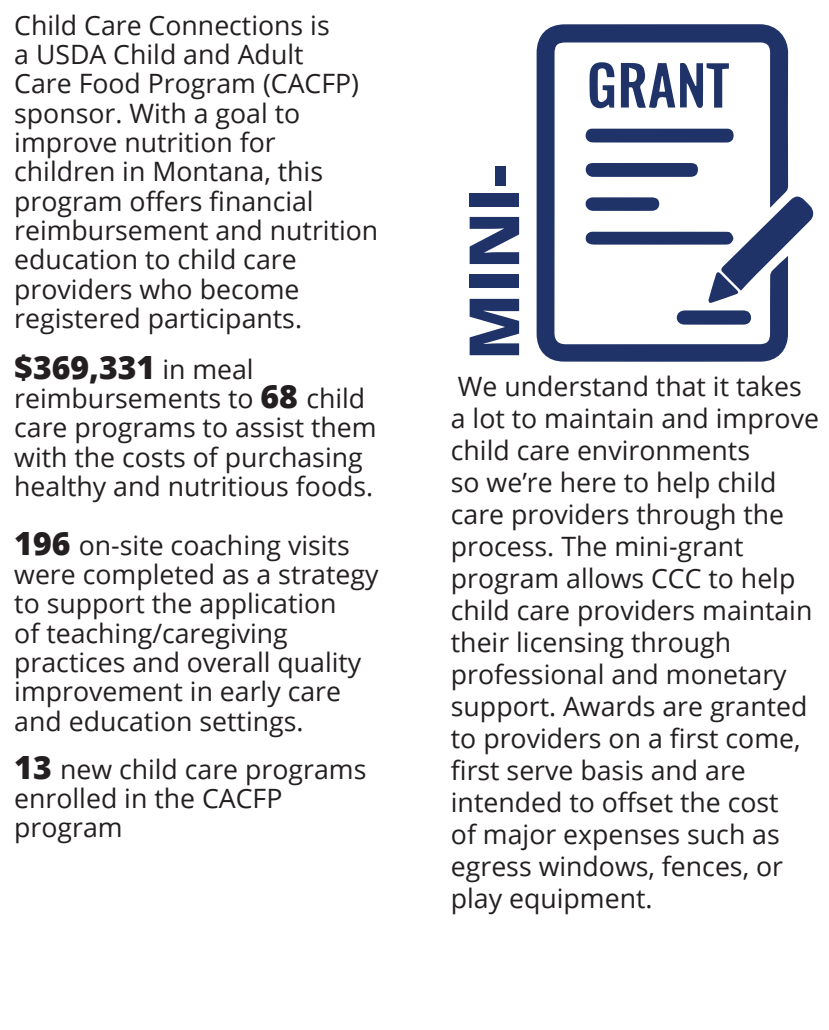 Child Care Connections is
a USDA Child and Adult
Care Food Program (CACFP)
sponsor. With a goal to
improve nutrition for
children in Montana, this
program offers financial
reimbursement and nutrition
education to child care
providers who become
registered participants.
$369,331 in meal
reimbursements to 68 child
care programs to assist them
with the costs of purchasing
healthy and nutritious foods.
196 on-site coaching visits
were completed as a strategy
to support the application
of teaching/caregiving
practices and overall quality
improvement in early care
and education settings.
13 new child care programs
enrolled in the CACFP
program
MINI-
GRANT
We understand that it takes
a lot to maintain and improve
child care environments
so we’re here to help child
care providers through the
process. The mini-grant
program allows CCC to help
child care providers maintain
their licensing through
professional and monetary
support. Awards are granted
to providers on a first come,
first serve basis and are
intended to offset the cost
of major expenses such as
egress windows, fences, or
play equipment.